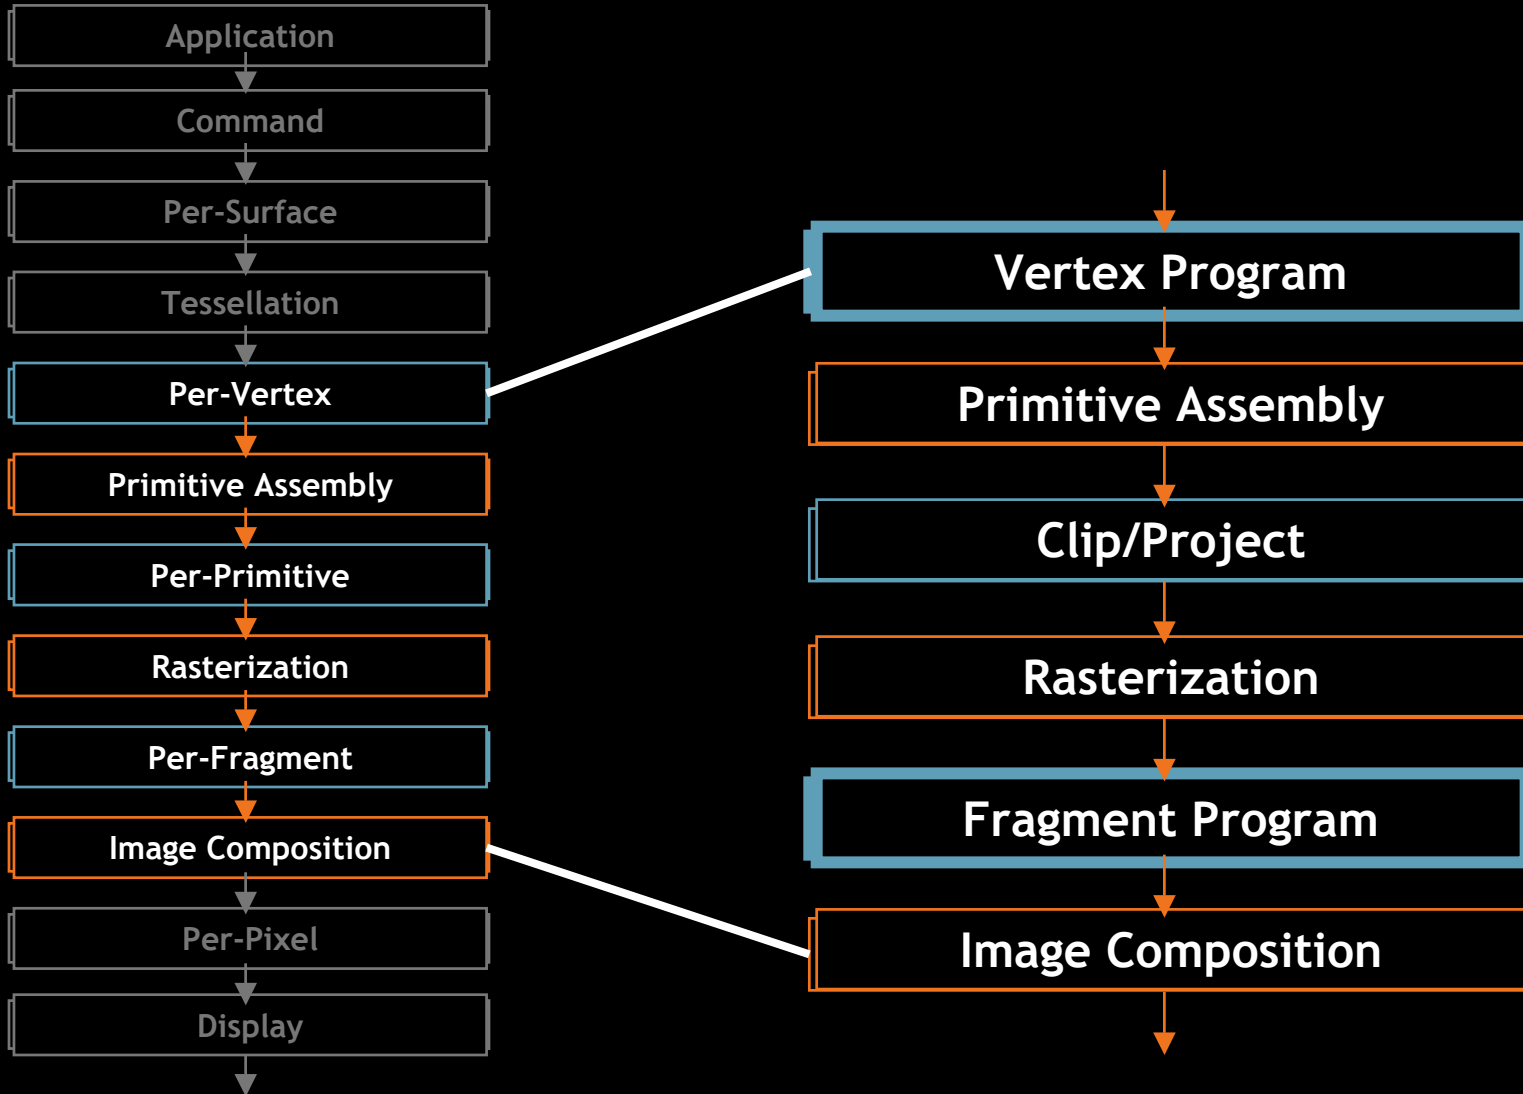 Application
Command
Per-Surface
Tessellation
Per-Vertex
Primitive Assembly
Per-Primitive
Rasterization
Per-Fragment
Image Composition
Per-Pixel
Display
Vertex Program
Primitive Assembly
Clip/Project
Rasterization
Fragment Program
Image Composition